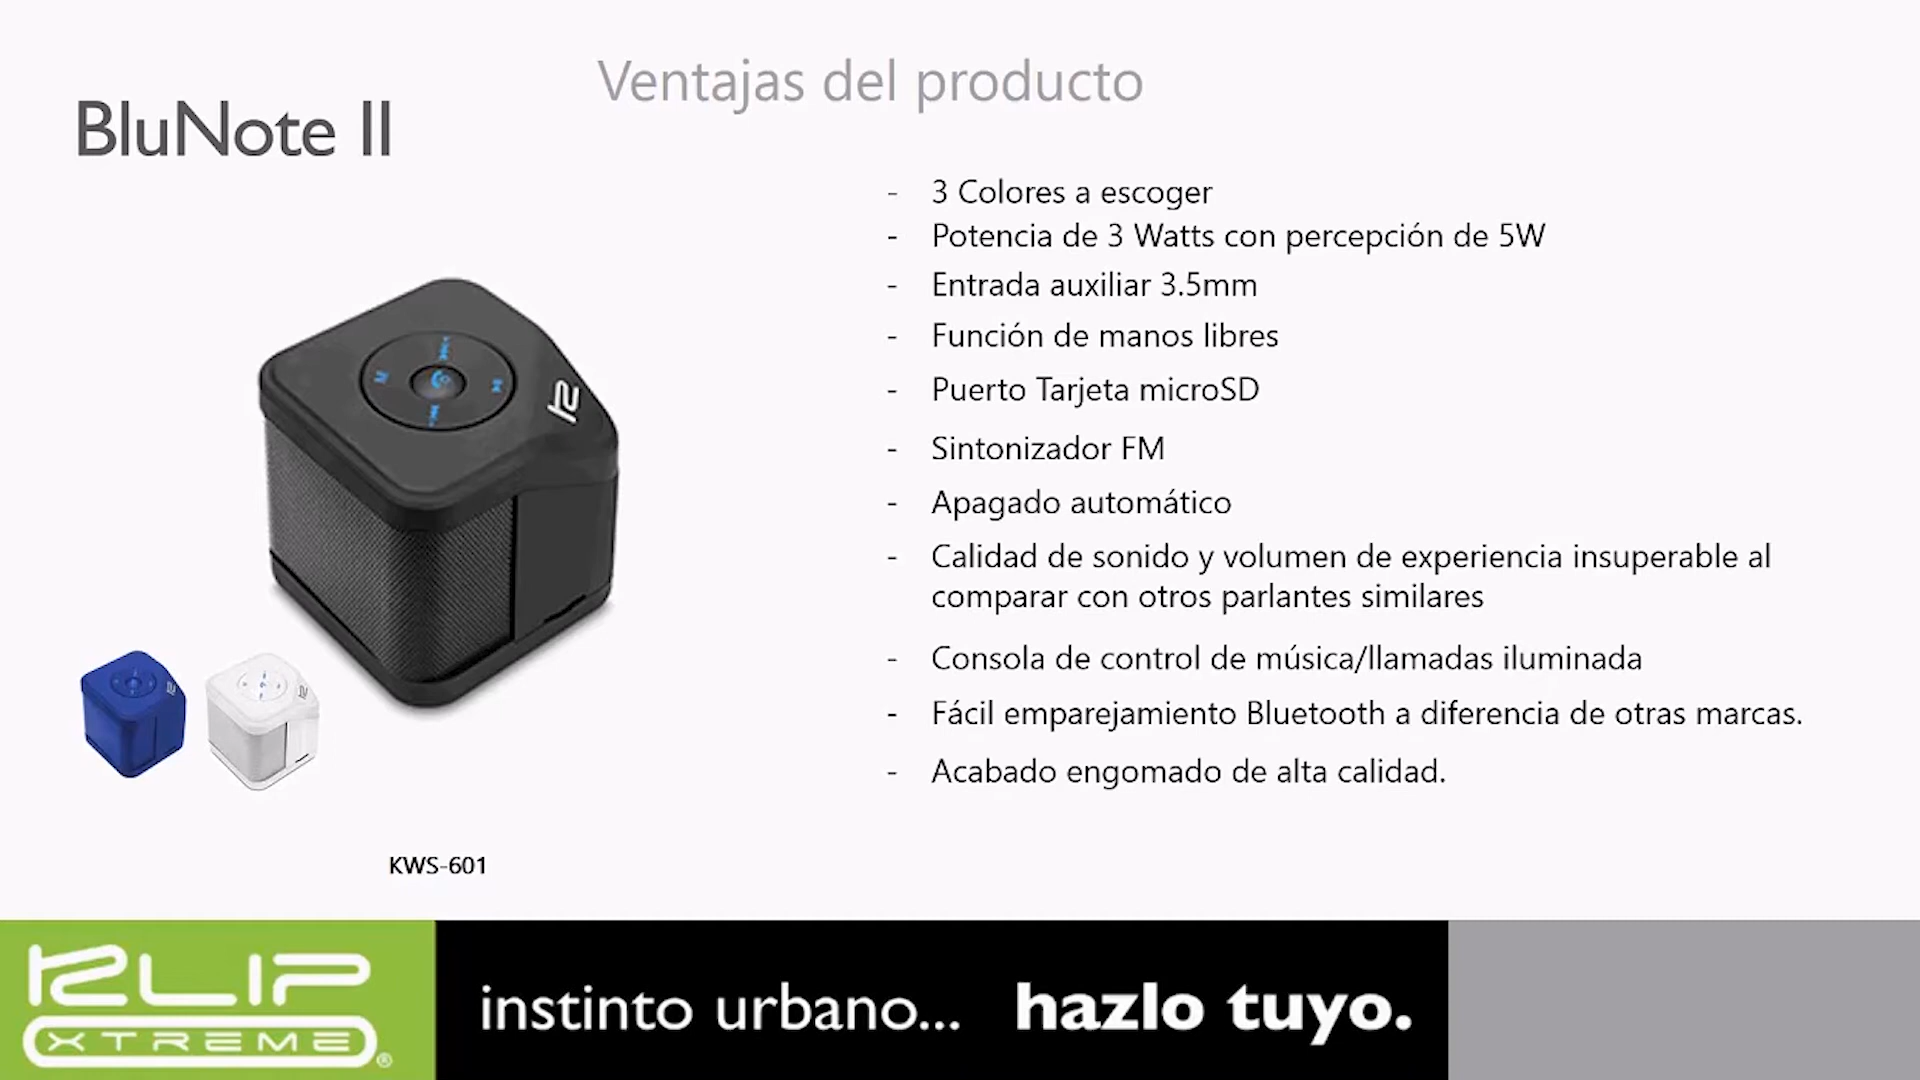 Ventajas del producto
BluNote II
- 3 Colores a escoger
- Potencia de 3 Watts con percepción de 5W
- Entrada auxiliar 3.5mm
- Función de manos libres
- Puerto Tarjeta microSD
- Sintonizador FM
- Apagado automático
- Calidad de sonido y volumen de experiencia insuperable al
comparar con otros parlantes similares
- Consola de control de música/llamadas iluminada
- Fácil emparejamiento Bluetooth a diferencia de otras marcas.
- Acabado engomado de alta calidad.
KWS-601
KLIP
XTREME®
instinto urbano... hazlo tuyo.